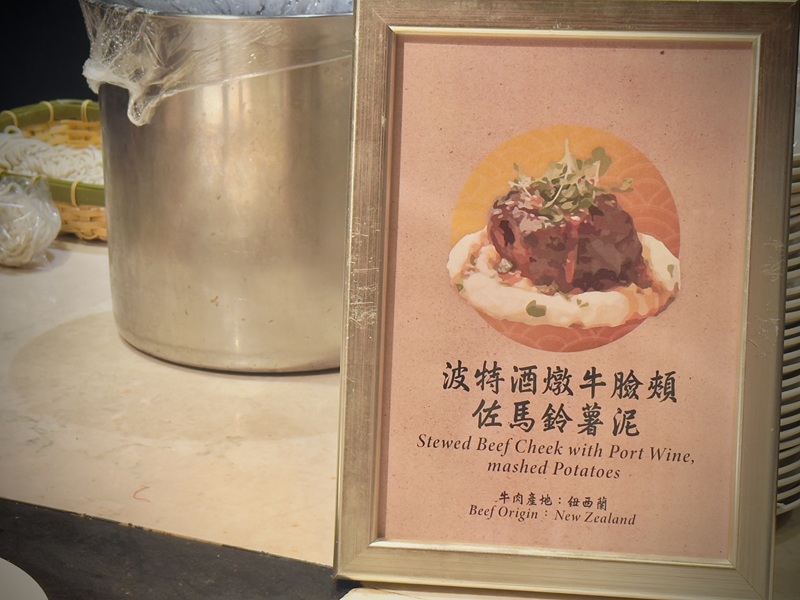 波特酒燉牛臉頰
佐馬鈴薯泥
Stewed Beef Cheek with Port Wine,
mashed Potatoes
牛肉產地：紐西蘭
Beef Origin：New Zealand